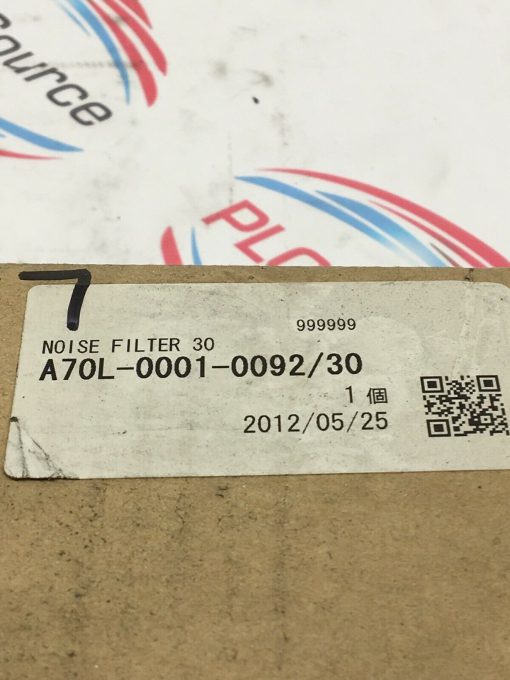 Source
PLC
7
999999
NOISE FILTER 30
A70L-0001-0092/30
1 個
2012/05/25